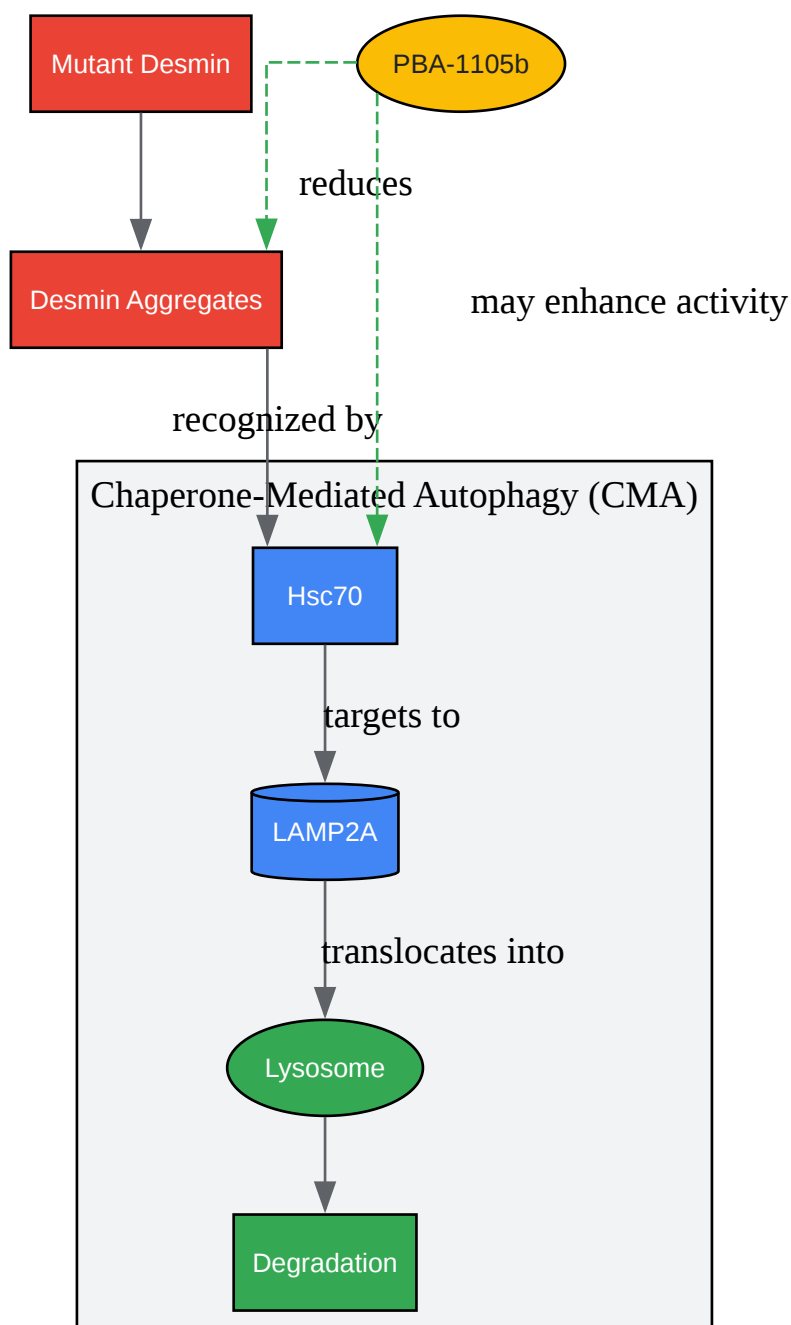 Mutant Desmin
PBA-1105b
reduces
Desmin Aggregates
may enhance activity
recognized by
Chaperone-Mediated Autophagy (CMA)
Hsc70
targets to
LAMP2A
translocates into
Lysosome
Degradation